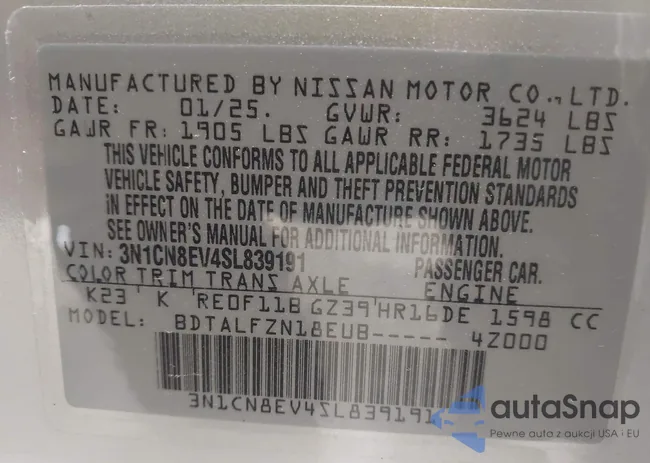 MANUFACTURED BY NISSAN MOTOR CO., LTD.
DATE: 01/25. GVWR: 3624 LBS
GAWR FR: 1905 LBS GAWR RR: 1735 LBS
THIS VEHICLE CONFORMS TO ALL APPLICABLE FEDERAL MOTOR
VEHICLE SAFETY, BUMPER AND THEFT PREVENTION STANDARDS
IN EFFECT ON THE DATE OF MANUFACTURE SHOWN ABOVE.
SEE OWNER'S MANUAL FOR ADDITIONAL INFORMATION.
VIN: 3N1CN8EV4SL839191 PASSENGER CAR.
COLOR TRIM TRANS AXLE ENGINE
K23 K RE0F11B GZ39 HR16DE 1598 CC
MODEL: BDTALFZN18EUB----- 4Z000
3N1CN8EV4SL839191
autaSnap
Pewne auta z aukcji USA i EU